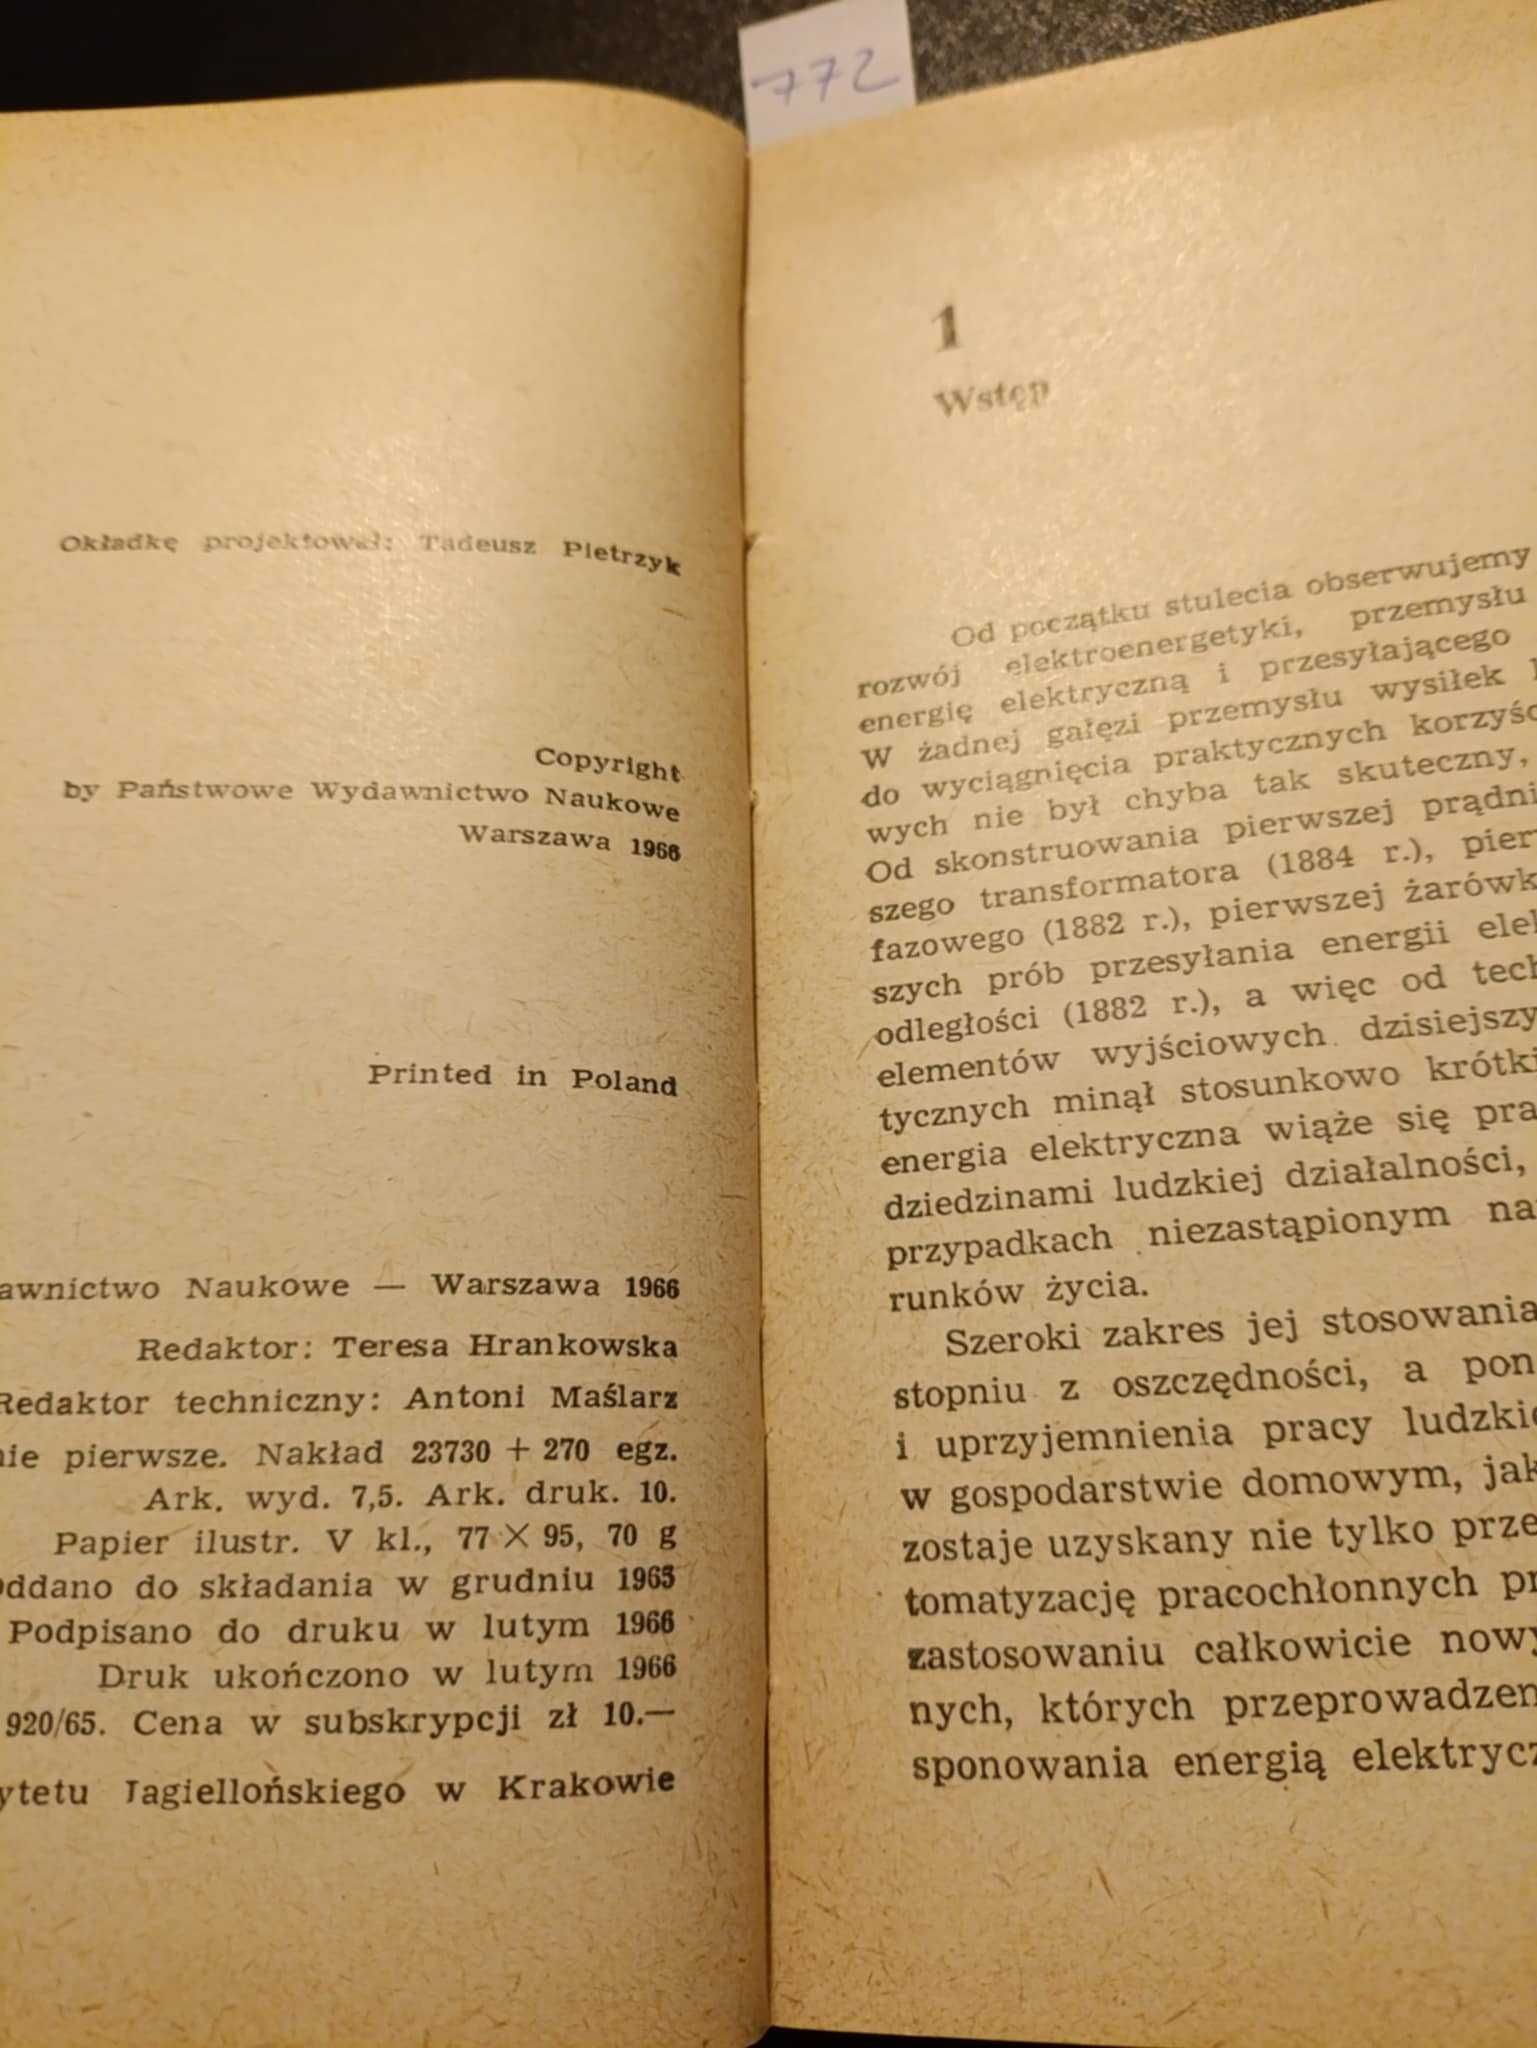 772
Okładkę projektował: Tadeusz Pietrzyk
Copyright
by Państwowe Wydawnictwo Naukowe
Warszawa 1966
Printed in Poland
awnictwo Naukowe — Warszawa 1966
Redaktor: Teresa Hrankowska
Redaktor techniczny: Antoni Maślarz
nie pierwsze. Nakład 23730 + 270 egz.
Ark. wyd. 7,5. Ark. druk. 10.
Papier ilustr. V kl., 77 × 95, 70 g
Oddano do składania w grudniu 1965
Podpisano do druku w lutym 1966
Druk ukończono w lutym 1966
920/65. Cena w subskrypcji zł 10.—
ytetu Jagiellońskiego w Krakowie
1
Wstęp
Od początku stulecia obserwujemy
rozwój elektroenergetyki, przemysłu
energię elektryczną i przesyłającego
W żadnej gałęzi przemysłu wysiłek
do wyciągnięcia praktycznych korzyśc
wych nie był chyba tak skuteczny,
Od skonstruowania pierwszej prądni
szego transformatora (1884 r.), pier
fazowego (1882 r.), pierwszej żarówk
szych prób przesyłania energii elek
odległości (1882 r.), a więc od tech
elementów wyjściowych dzisiejszy
tycznych minął stosunkowo krótki
energia elektryczna wiąże się pra
dziedzinami ludzkiej działalności,
przypadkach niezastąpionym na
runków życia.
Szeroki zakres jej stosowania
stopniu z oszczędności, a pon
i uprzyjemnienia pracy ludzkie
w gospodarstwie domowym, jak
zostaje uzyskany nie tylko prze
tomatyzację pracochłonnych pr
zastosowaniu całkowicie nowy
nych, których przeprowadzen
sponowania energią elektrycz